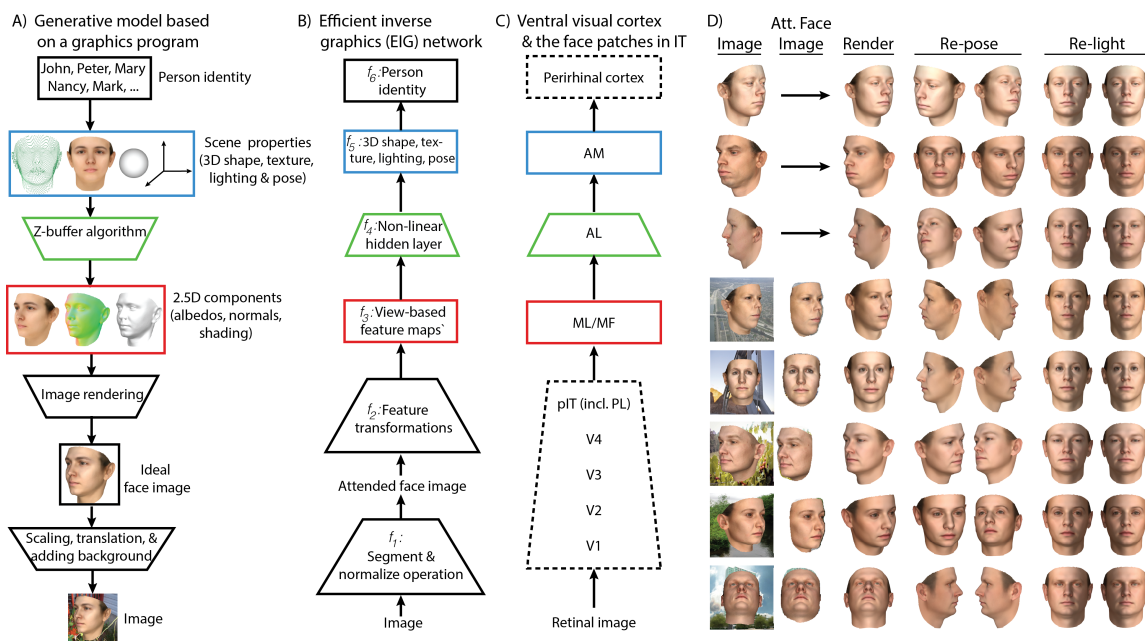 A) Generative model based
on a graphics program
John, Peter, Mary
Nancy, Mark, ...
Person identity
Scene properties
(3D shape, texture,
lighting & pose)
Z-buffer algorithm
2.5D components
(albedos, normals,
shading)
Image rendering
Ideal
face image
Scaling, translation, &
adding background
Image
B) Efficient inverse
graphics (EIG) network
f6:Person
identity
f5:3D shape, tex-
ture, lighting, pose
f4:Non-linear
hidden layer
f3:View-based
feature maps`
f2:Feature
transformations
Attended face image
f1:
Segment &
normalize operation
Image
C) Ventral visual cortex
& the face patches in IT
Perirhinal cortex
AM
AL
ML/MF
pIT (incl. PL)
V4
V3
V2
V1
Retinal image
D)
Image
Att. Face
Image
Render
Re-pose
Re-light